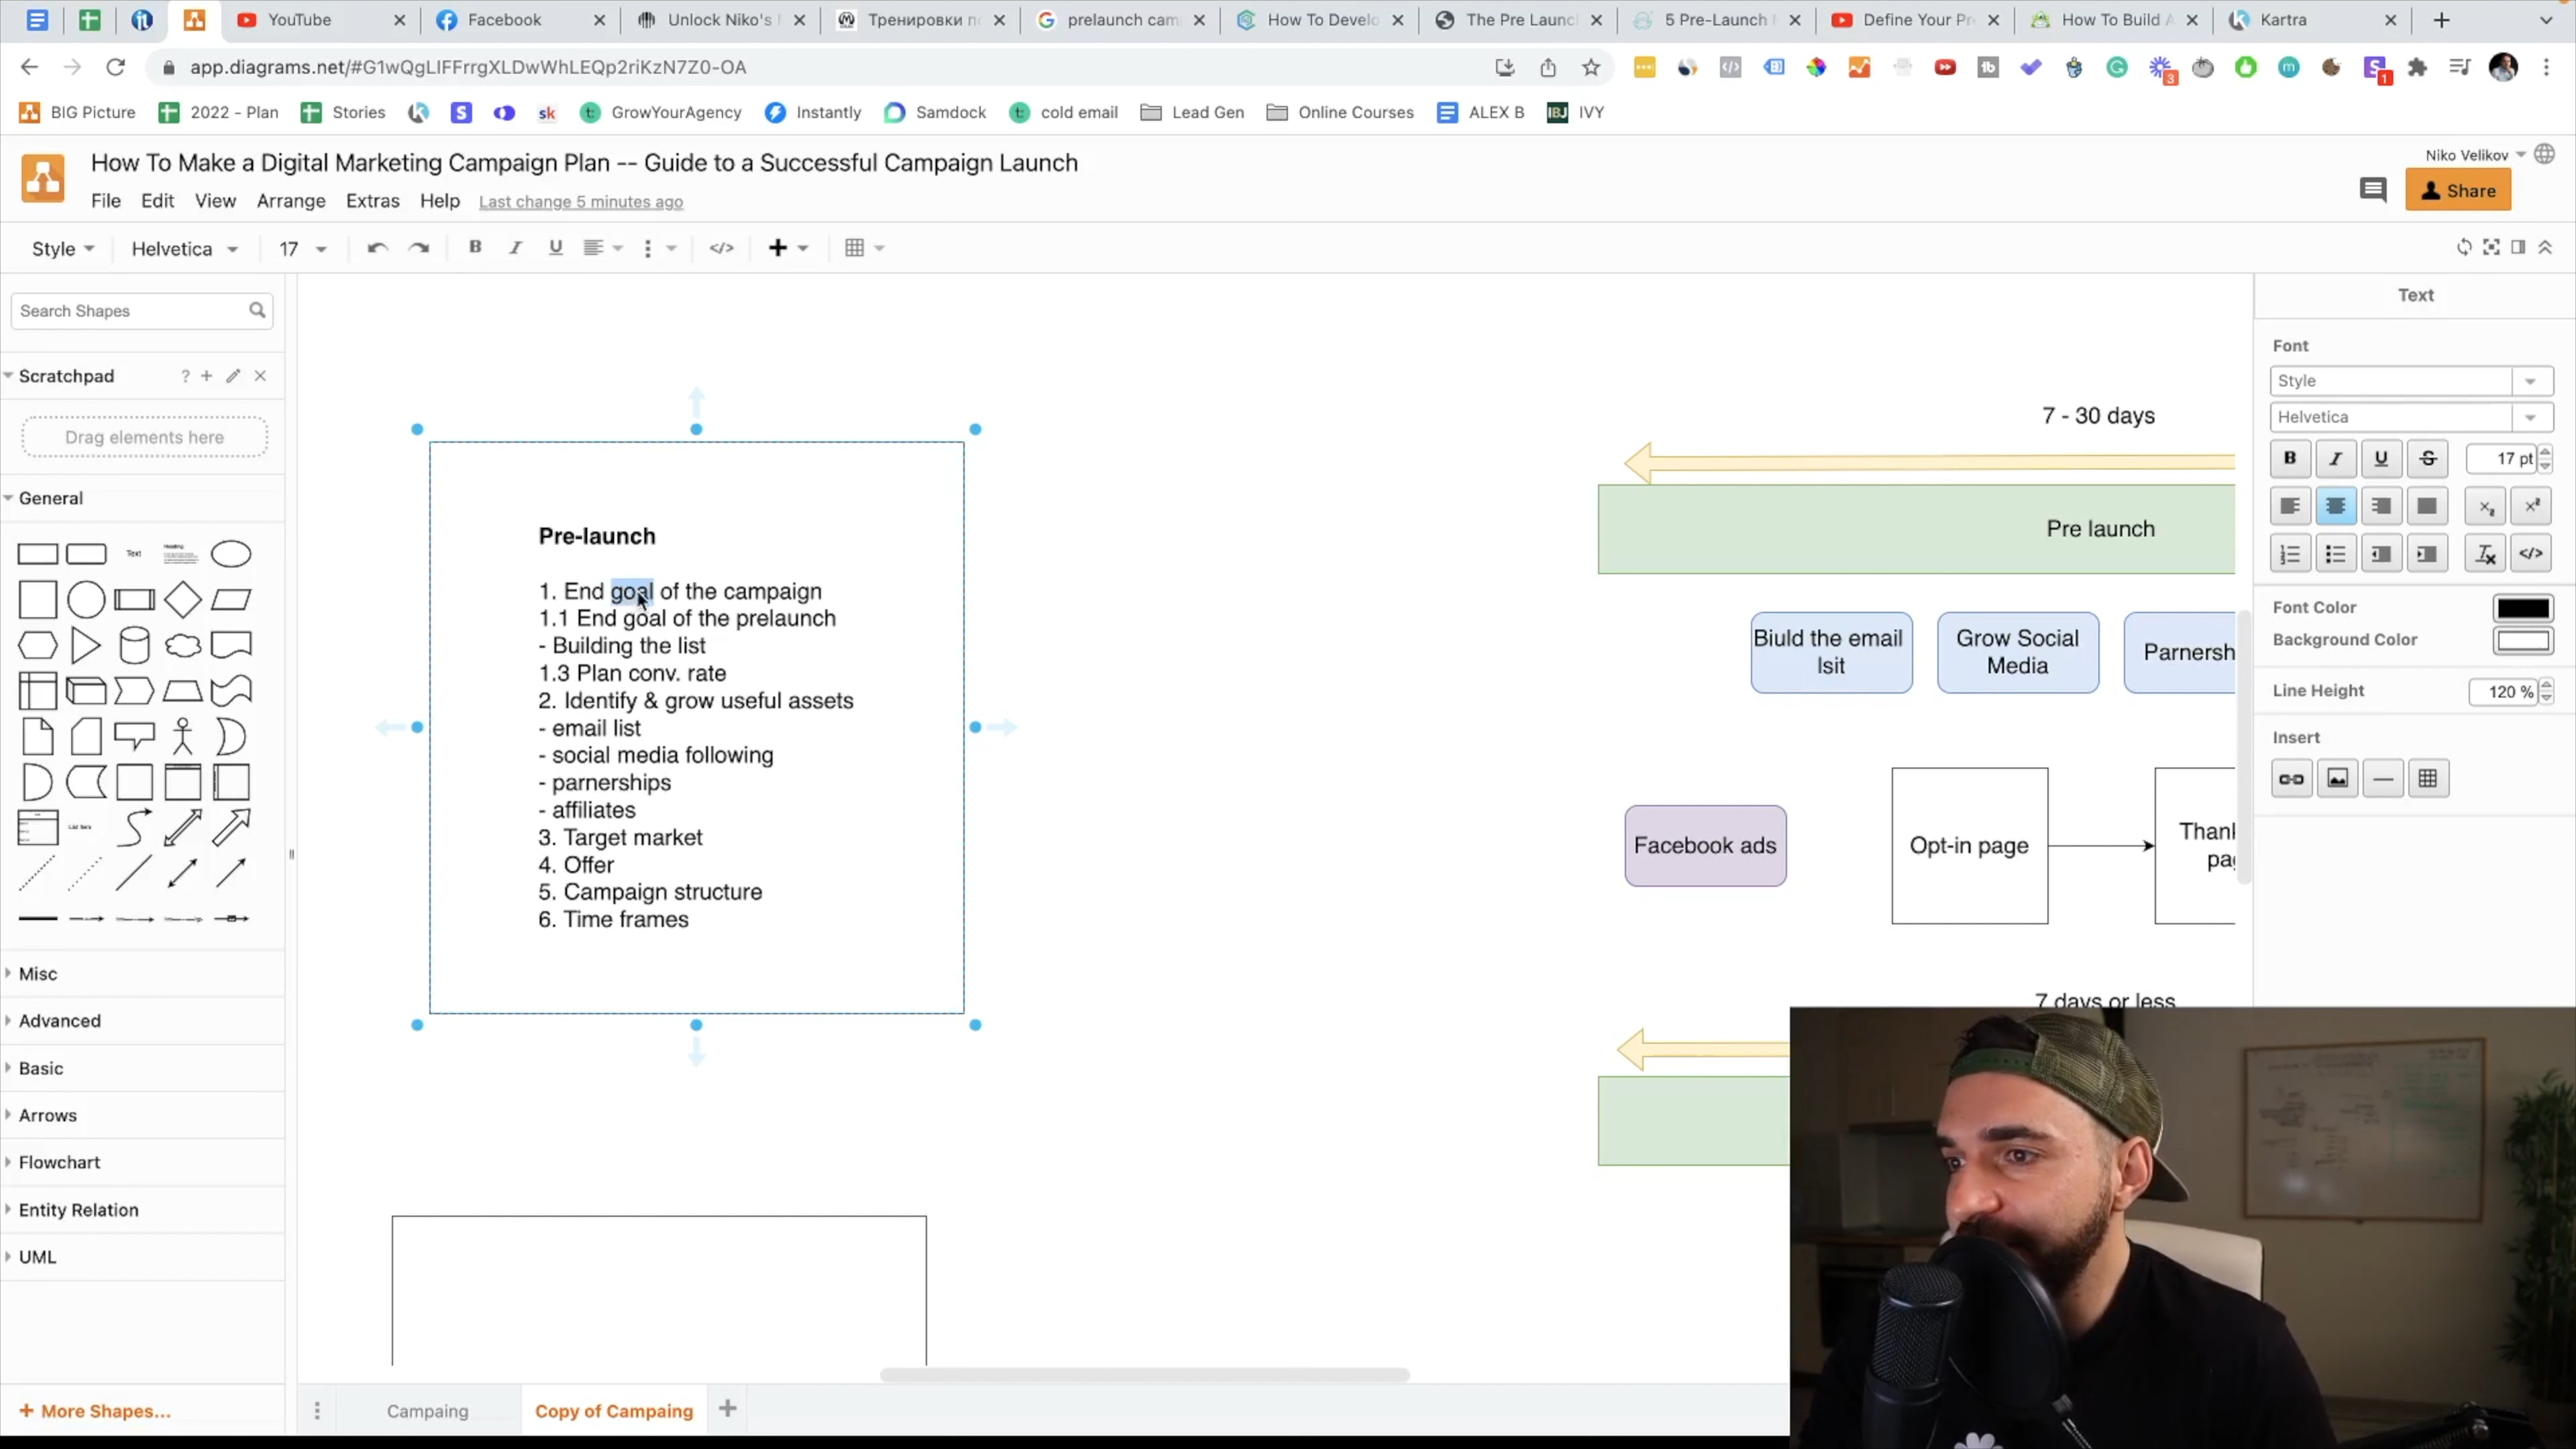 YouTube
Facebook
Unlock Niko's
Тренировки п
prelaunch cam
How To Develo
The Pre Launc
5 Pre-Launch
Define Your Pr
How To Build A
Kartra
app.diagrams.net/#G1wQgLIFFrrgXLDwWhLEQp2riKzN7Z0-OA
3
1
BIG Picture
2022 - Plan
Stories
sk
GrowYourAgency
Instantly
Samdock
cold email
Lead Gen
Online Courses
ALEX B
IBJ
IVY
How To Make a Digital Marketing Campaign Plan -- Guide to a Successful Campaign Launch
Niko Velikov
File
Edit
View
Arrange
Extras
Help
Last change 5 minutes ago
Share
Style
Helvetica
17
B
I
U
Search Shapes
Scratchpad
?
Drag elements here
General
Text
Heading
List Item
Misc
Advanced
Basic
Arrows
Flowchart
Entity Relation
UML
+ More Shapes...
Pre-launch
1. End goal of the campaign
1.1 End goal of the prelaunch
- Building the list
1.3 Plan conv. rate
2. Identify & grow useful assets
- email list
- social media following
- parnerships
- affiliates
3. Target market
4. Offer
5. Campaign structure
6. Time frames
7 - 30 days
Pre launch
Biuld the email
lsit
Grow Social
Media
Parnersh
Facebook ads
Opt-in page
Thank
pag
7 days or less
Campaing
Copy of Campaing
Text
Font
Style
Helvetica
B
I
U
S
17 pt
Font Color
Background Color
Line Height
120 %
Insert